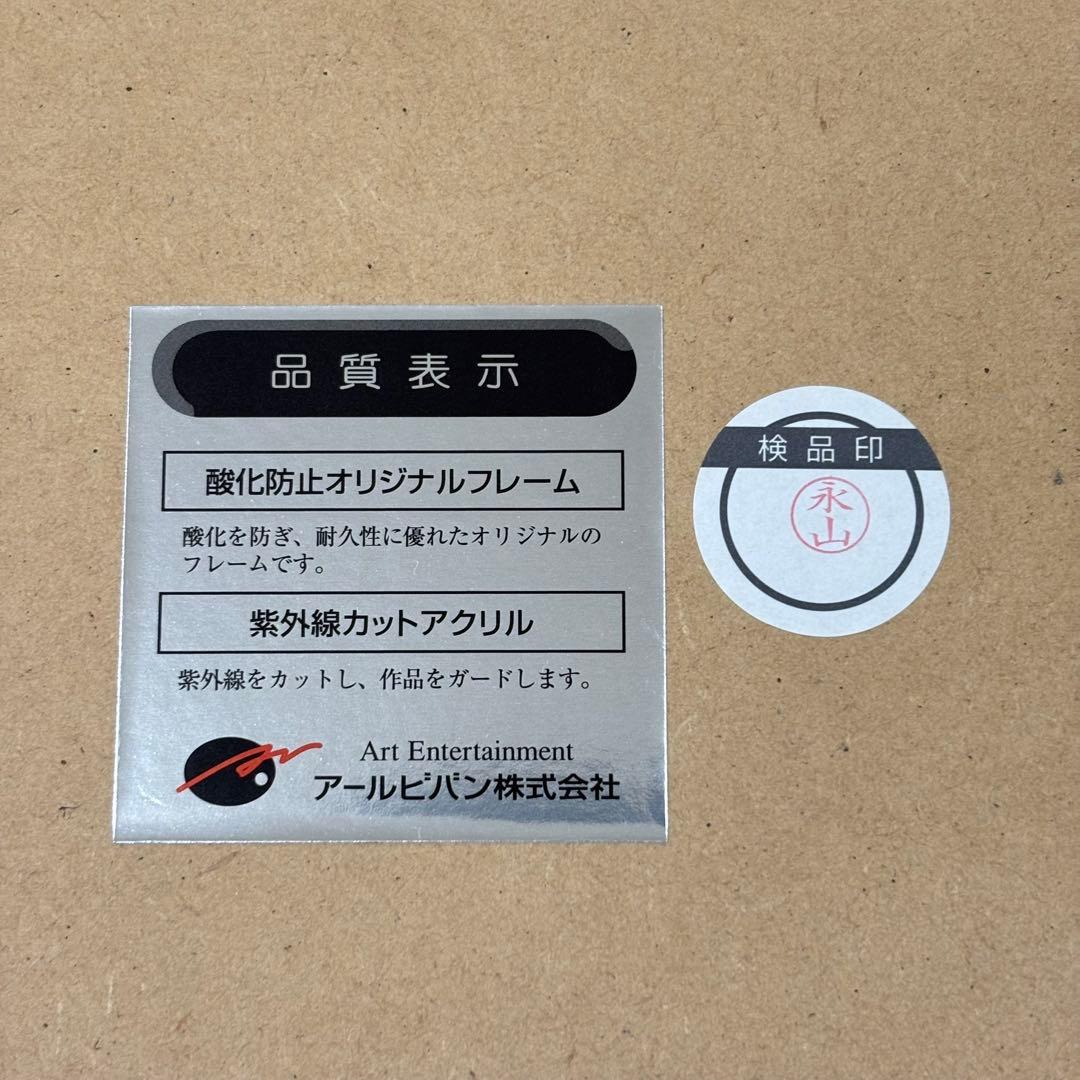 品質表示
酸化防止オリジナルフレーム
酸化を防ぎ、耐久性に優れたオリジナルの
フレームです。
紫外線カットアクリル
紫外線をカットし、作品をガードします。
Art Entertainment
アールビバン株式会社
検品印
永山